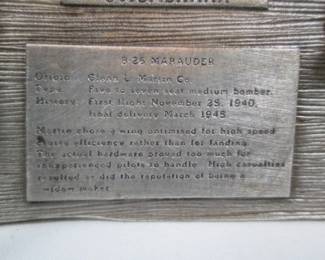 B-26 MARAUDER
Origin: Glenn L. Martin Co.
Type: Five to seven seat medium bomber.
History: First flight November 25, 1940,
final delivery March 1945
Martin chose a wing optimised for high speed
cruise efficiency rather than for landing.
The actual hardware proved too much for
inexperienced pilots to handle. High casualties
resulted as did the reputation of being a
widow maker